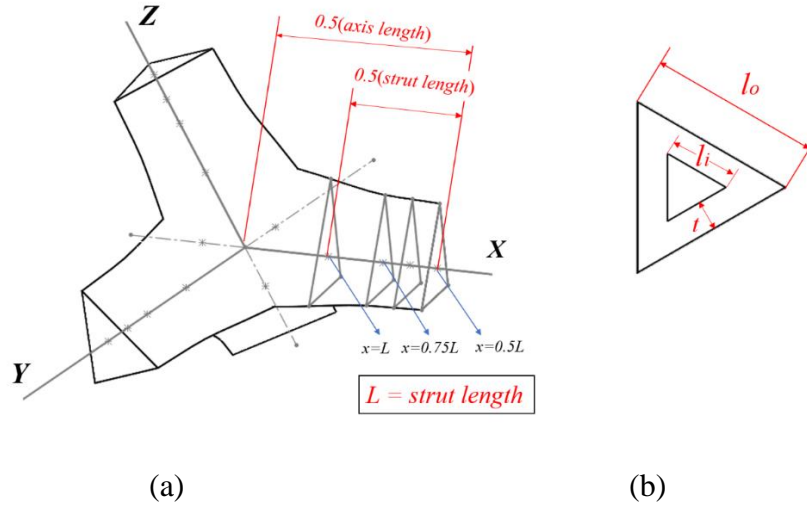 Z
0.5(axis length)
0.5(strut length)
X
Y
x=L
x=0.75L
x=0.5L
L = strut length
lo
li
t
(a)
(b)